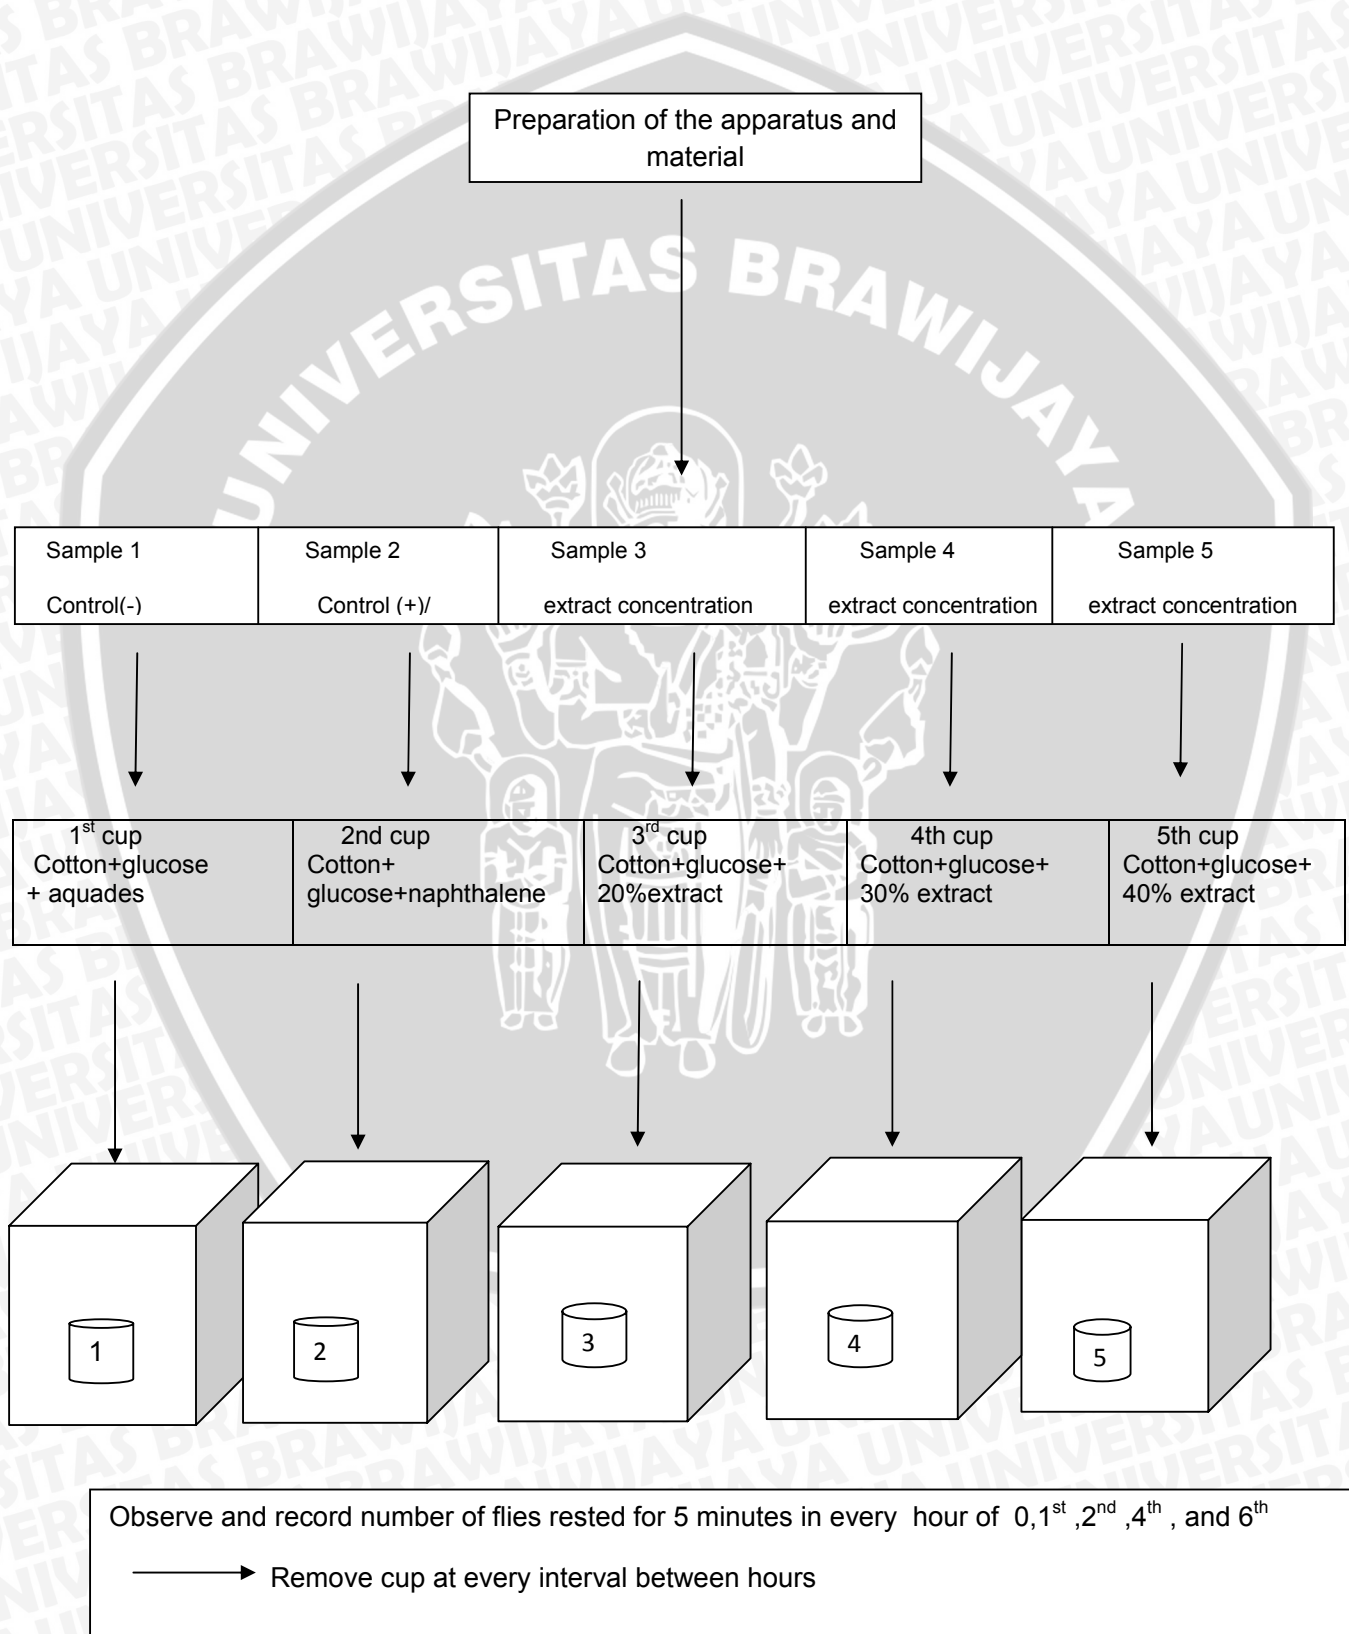 Preparation of the apparatus and
material
UNIVERSITAS BRAWIJAYA
Sample 1
Control(-)
Sample 2
Control (+)/
Sample 3
extract concentration
Sample 4
extract concentration
Sample 5
extract concentration
1st cup
Cotton+glucose
+ aquades
2nd cup
Cotton+
glucose+naphthalene
3rd cup
Cotton+glucose+
20%extract
4th cup
Cotton+glucose+
30% extract
5th cup
Cotton+glucose+
40% extract
1
2
3
4
5
Observe and record number of flies rested for 5 minutes in every hour of 0,1st ,2nd ,4th , and 6th
Remove cup at every interval between hours